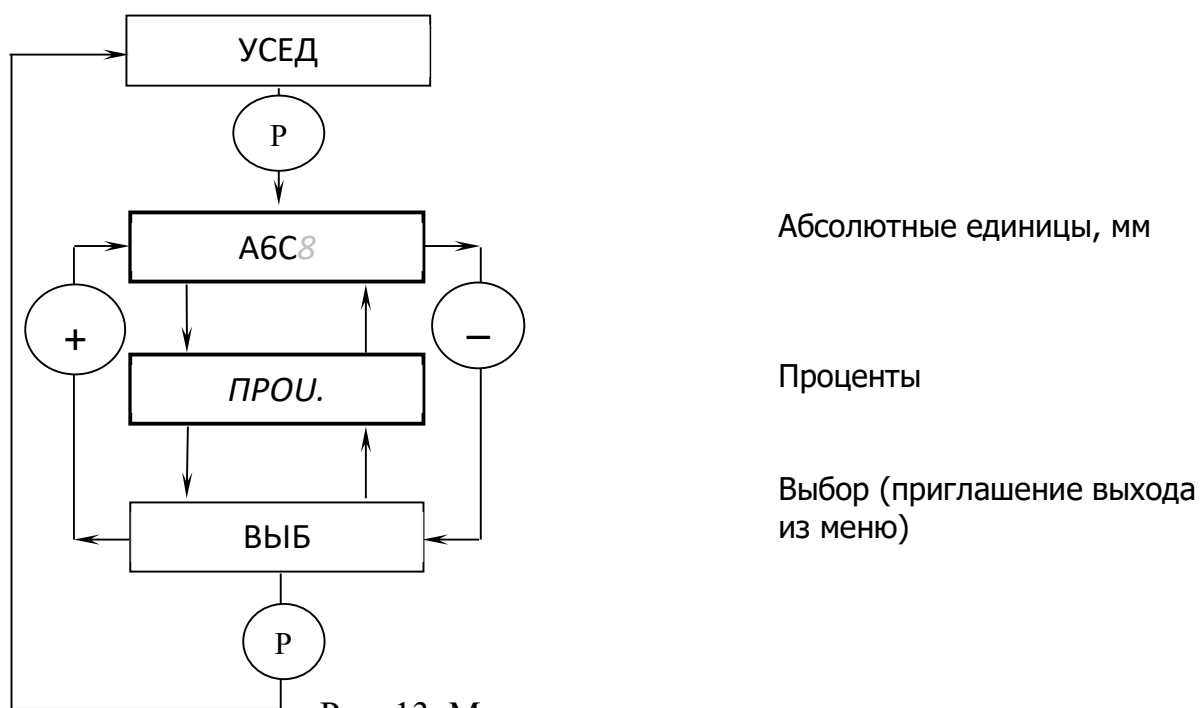 УСЕД
P
А6С8
Абсолютные единицы, мм
+
–
ПРОU.
Проценты
ВЫБ
Выбор (приглашение выхода
из меню)
P